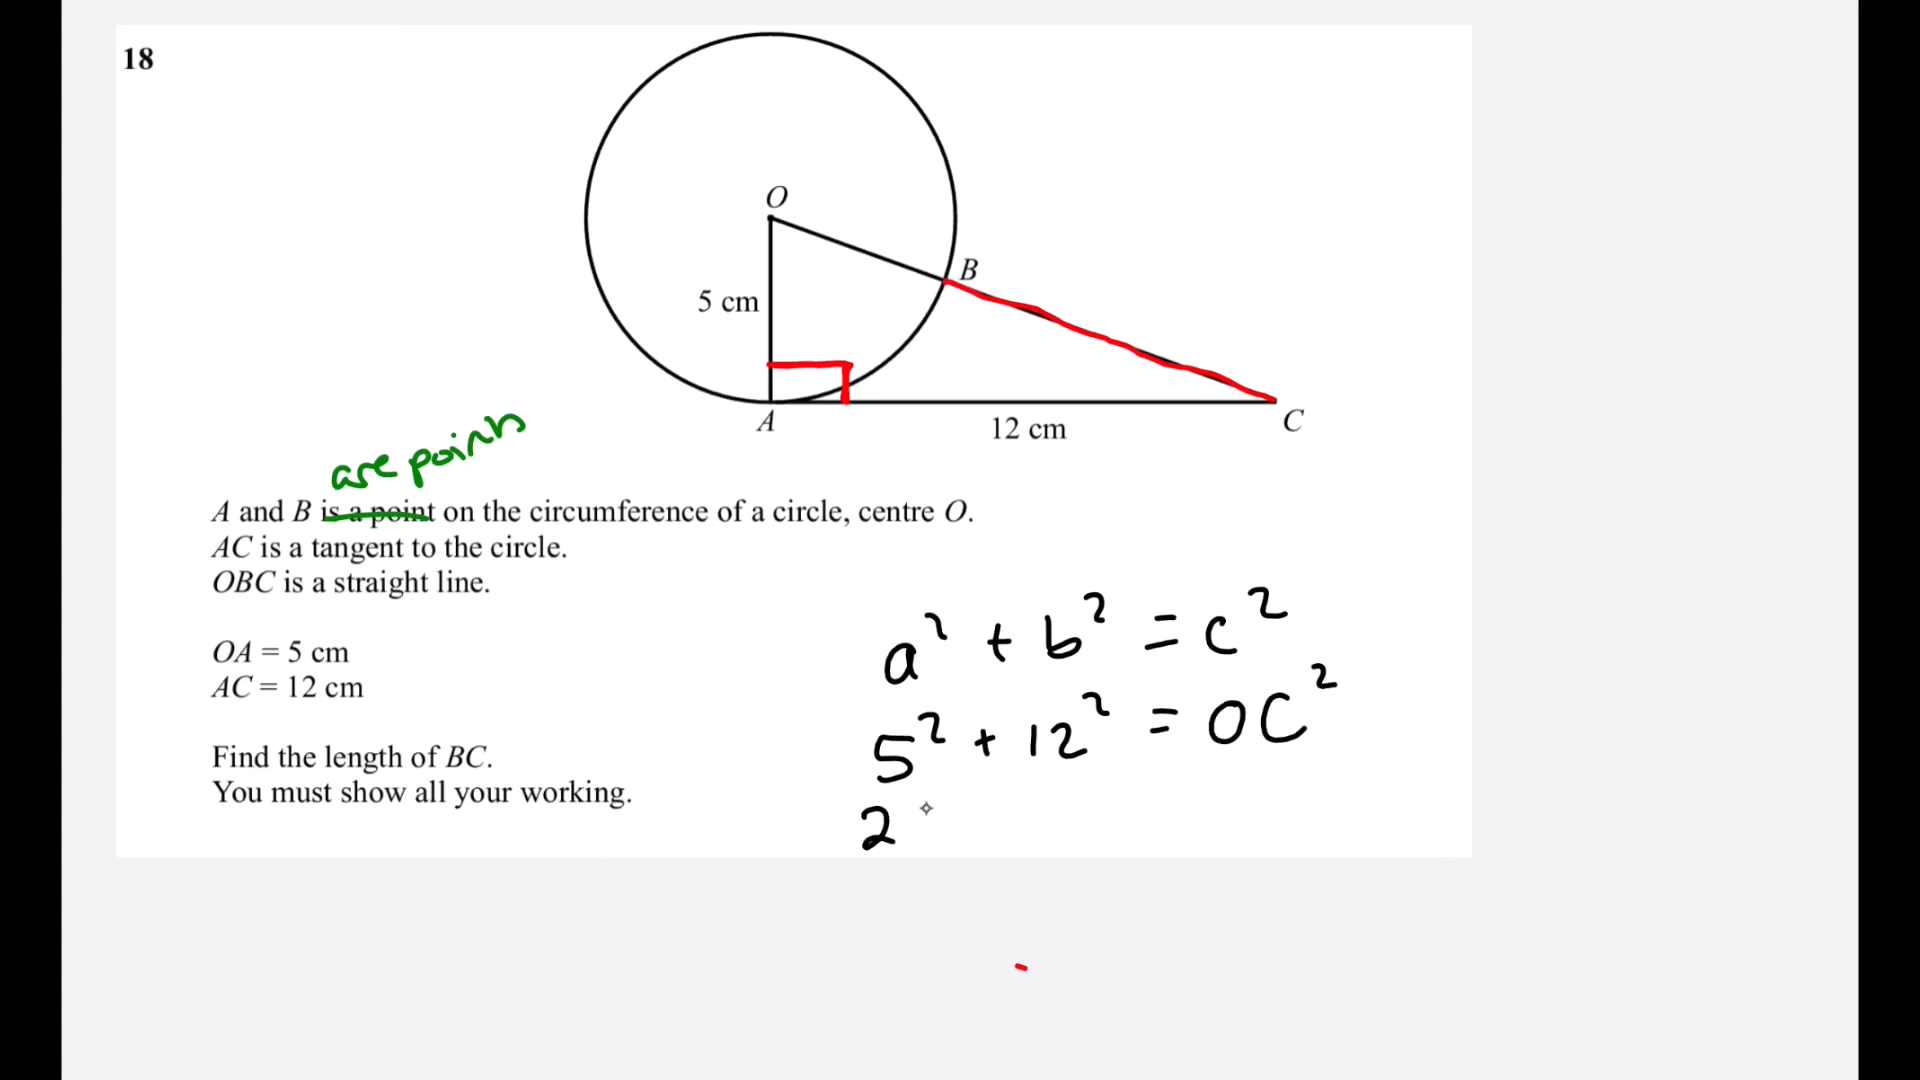 18
O
B
5 cm
A
12 cm
C
are points
A and B is a point on the circumference of a circle, centre O.
AC is a tangent to the circle.
OBC is a straight line.
OA = 5 cm
AC = 12 cm
Find the length of BC.
You must show all your working.
a² + b² = c²
5² + 12² = OC²
2